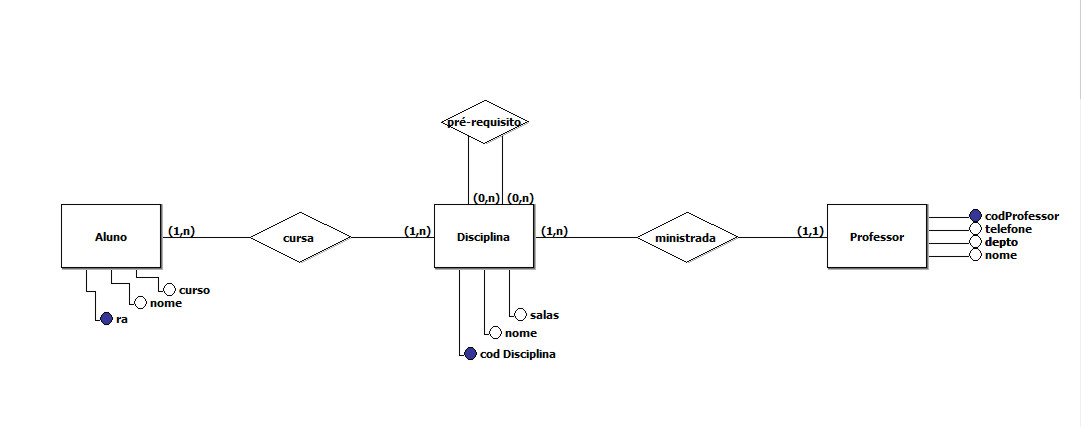 pré-requisito
(0,n) (0,n)
Aluno
(1,n)
cursa
(1,n)
Disciplina
(1,n)
ministrada
(1,1)
Professor
codProfessor
telefone
depto
nome
curso
nome
ra
salas
nome
cod Disciplina